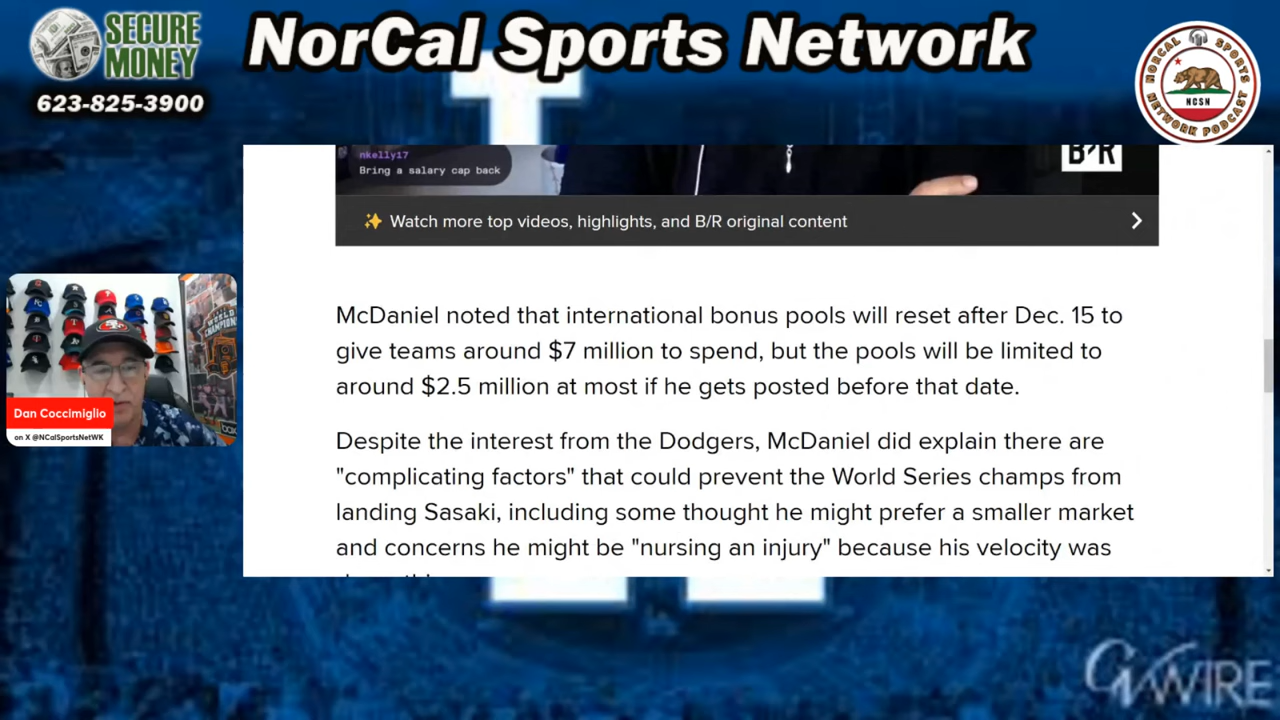 SECURE
MONEY
623-825-3900
NorCal Sports Network
NORCAL SPORTS
NCSN
NETWORK PODCAST
nkelly17
Bring a salary cap back
B/R
✨ Watch more top videos, highlights, and B/R original content
McDaniel noted that international bonus pools will reset after Dec. 15 to
give teams around $7 million to spend, but the pools will be limited to
around $2.5 million at most if he gets posted before that date.
Despite the interest from the Dodgers, McDaniel did explain there are
"complicating factors" that could prevent the World Series champs from
landing Sasaki, including some thought he might prefer a smaller market
and concerns he might be "nursing an injury" because his velocity was
WORLD
CHAMPIONS
Dan Coccimiglio
on X @NCalSportsNetWK
GVWIRE